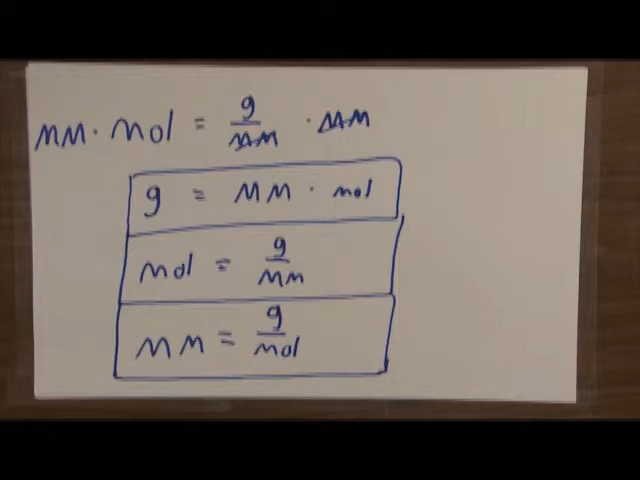 MM · mol = g/MM · MM
g = MM · mol
mol = g/MM
MM = g/mol